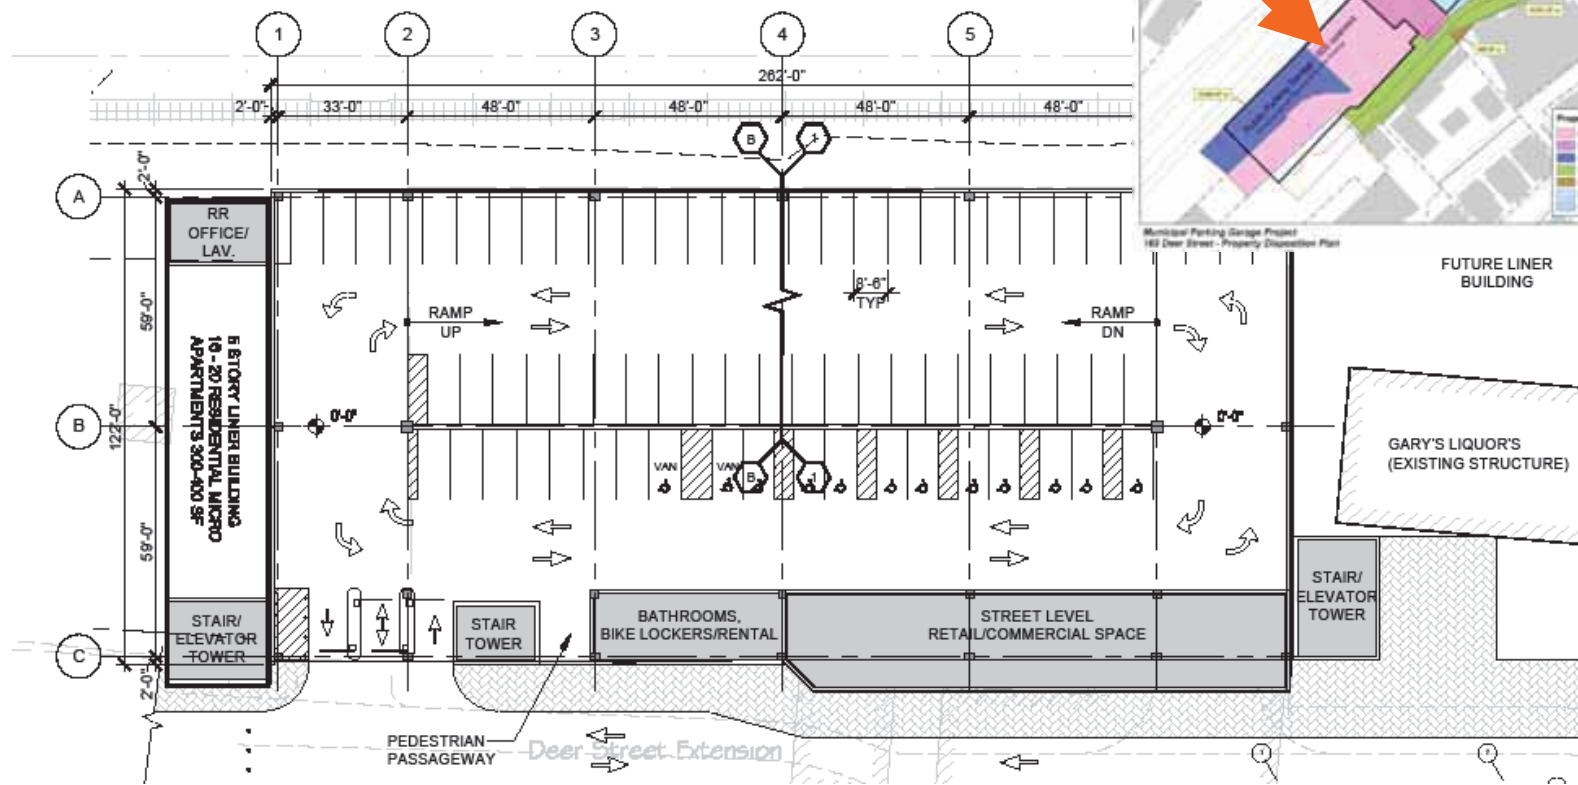 1
2
3
4
5
262'-0"
2'-0"
33'-0"
48'-0"
48'-0"
48'-0"
48'-0"
B
1
2'-0"
A
RR
OFFICE/
LAV.
Municipal Parking Garage Project
165 Deer Street - Property Disposition Plan
FUTURE LINER
BUILDING
8'-6"
TYP
RAMP
UP
RAMP
DN
59'-0"
5 STORY LINER BUILDING
16 - 20 RESIDENTIAL MICRO
APARTMENTS 300-400 SF
B
122'-0"
0'-0"
0'-0"
GARY'S LIQUOR'S
(EXISTING STRUCTURE)
VAN
VAN
B
1
59'-0"
STAIR/
ELEVATOR
TOWER
STAIR
TOWER
BATHROOMS,
BIKE LOCKERS/RENTAL
STREET LEVEL
RETAIL/COMMERCIAL SPACE
STAIR/
ELEVATOR
TOWER
C
2'-0"
PEDESTRIAN
PASSAGEWAY
Deer Street Extension